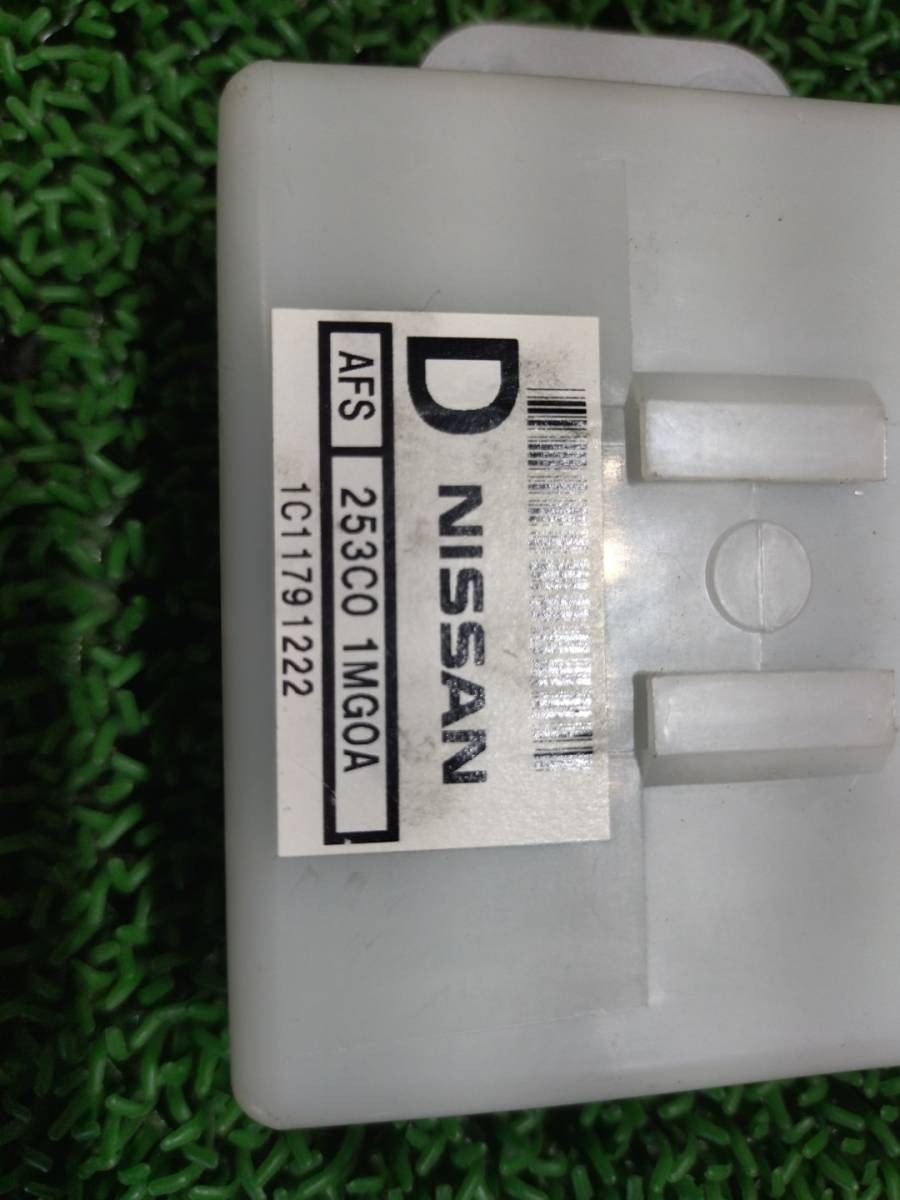 D NISSAN
AFS 253C0 1MG0A
1C11791222